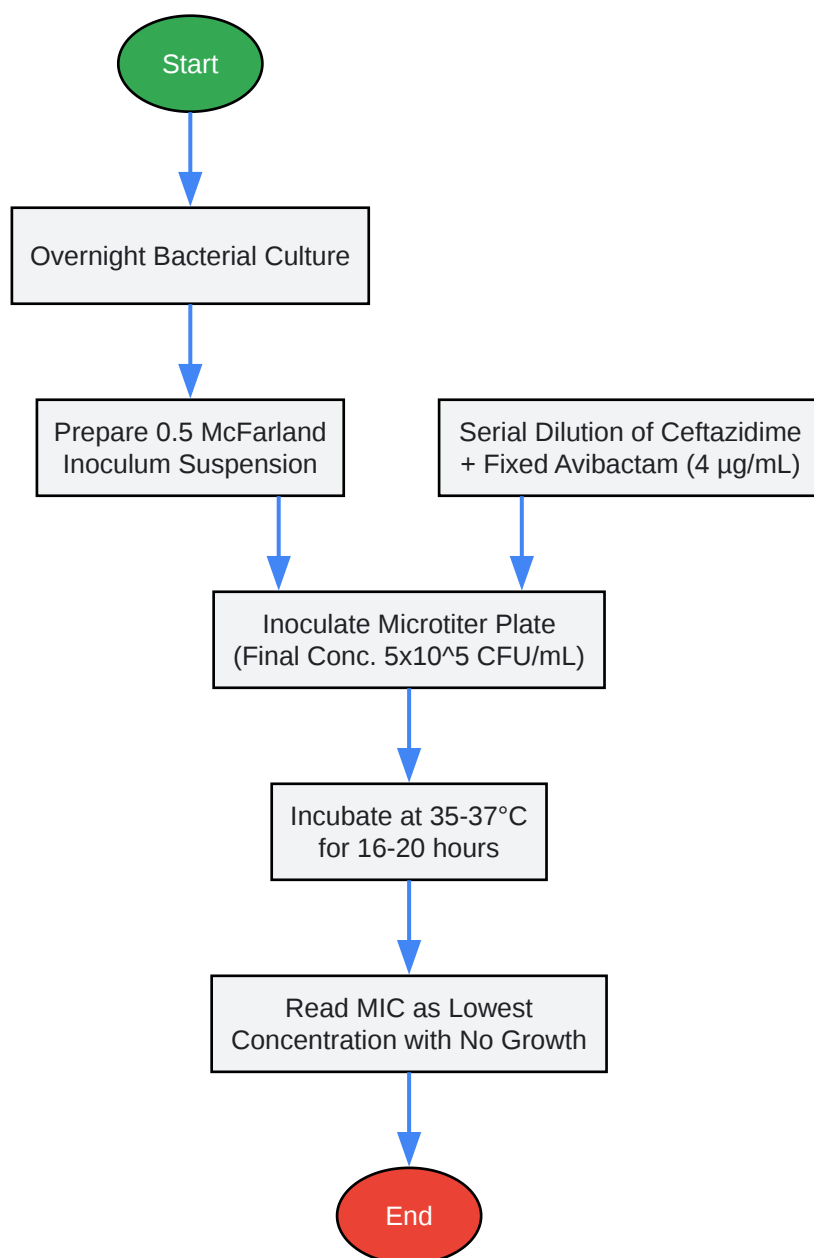 Start
Overnight Bacterial Culture
Prepare 0.5 McFarland
Inoculum Suspension
Serial Dilution of Ceftazidime
+ Fixed Avibactam (4 µg/mL)
Inoculate Microtiter Plate
(Final Conc. 5x10^5 CFU/mL)
Incubate at 35-37°C
for 16-20 hours
Read MIC as Lowest
Concentration with No Growth
End